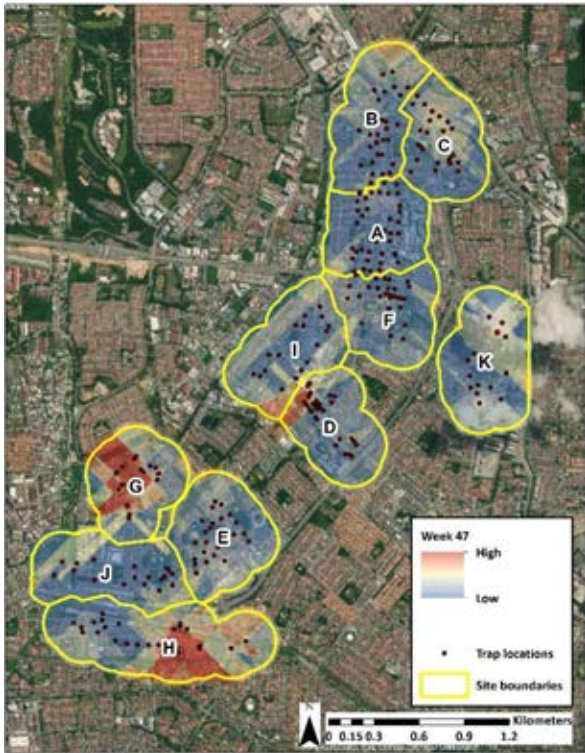 B
C
A
F
I
K
D
G
E
J
H
Week 47
High
Low
Trap locations
Site boundaries
N
Kilometers
0 0.15 0.3 0.6 0.9 1.2